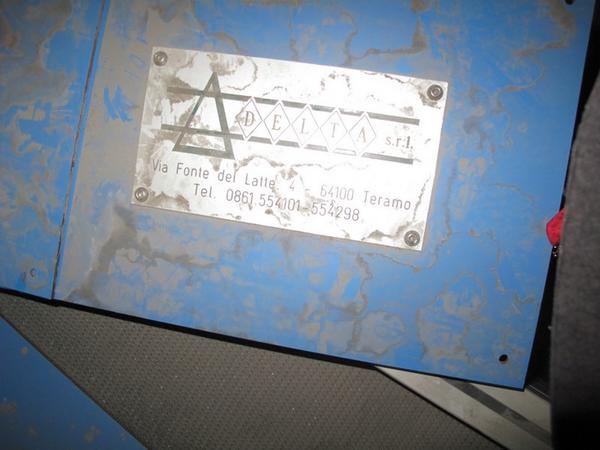 DELTA s.r.l.
Via Fonte del Latte, 4 - 64100 Teramo
Tel. 0861.554101-554298